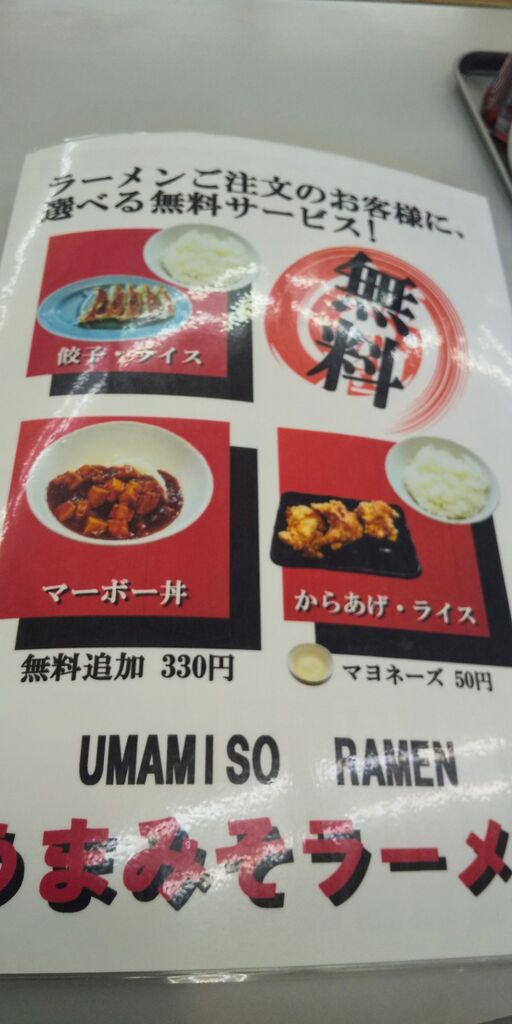 ラーメンご注文のお客様に、
選べる無料サービス!
無料
餃子・ライス
マーボー丼
からあげ・ライス
無料追加 330円
マヨネーズ 50円
UMAMISO RAMEN
うまみそラーメ